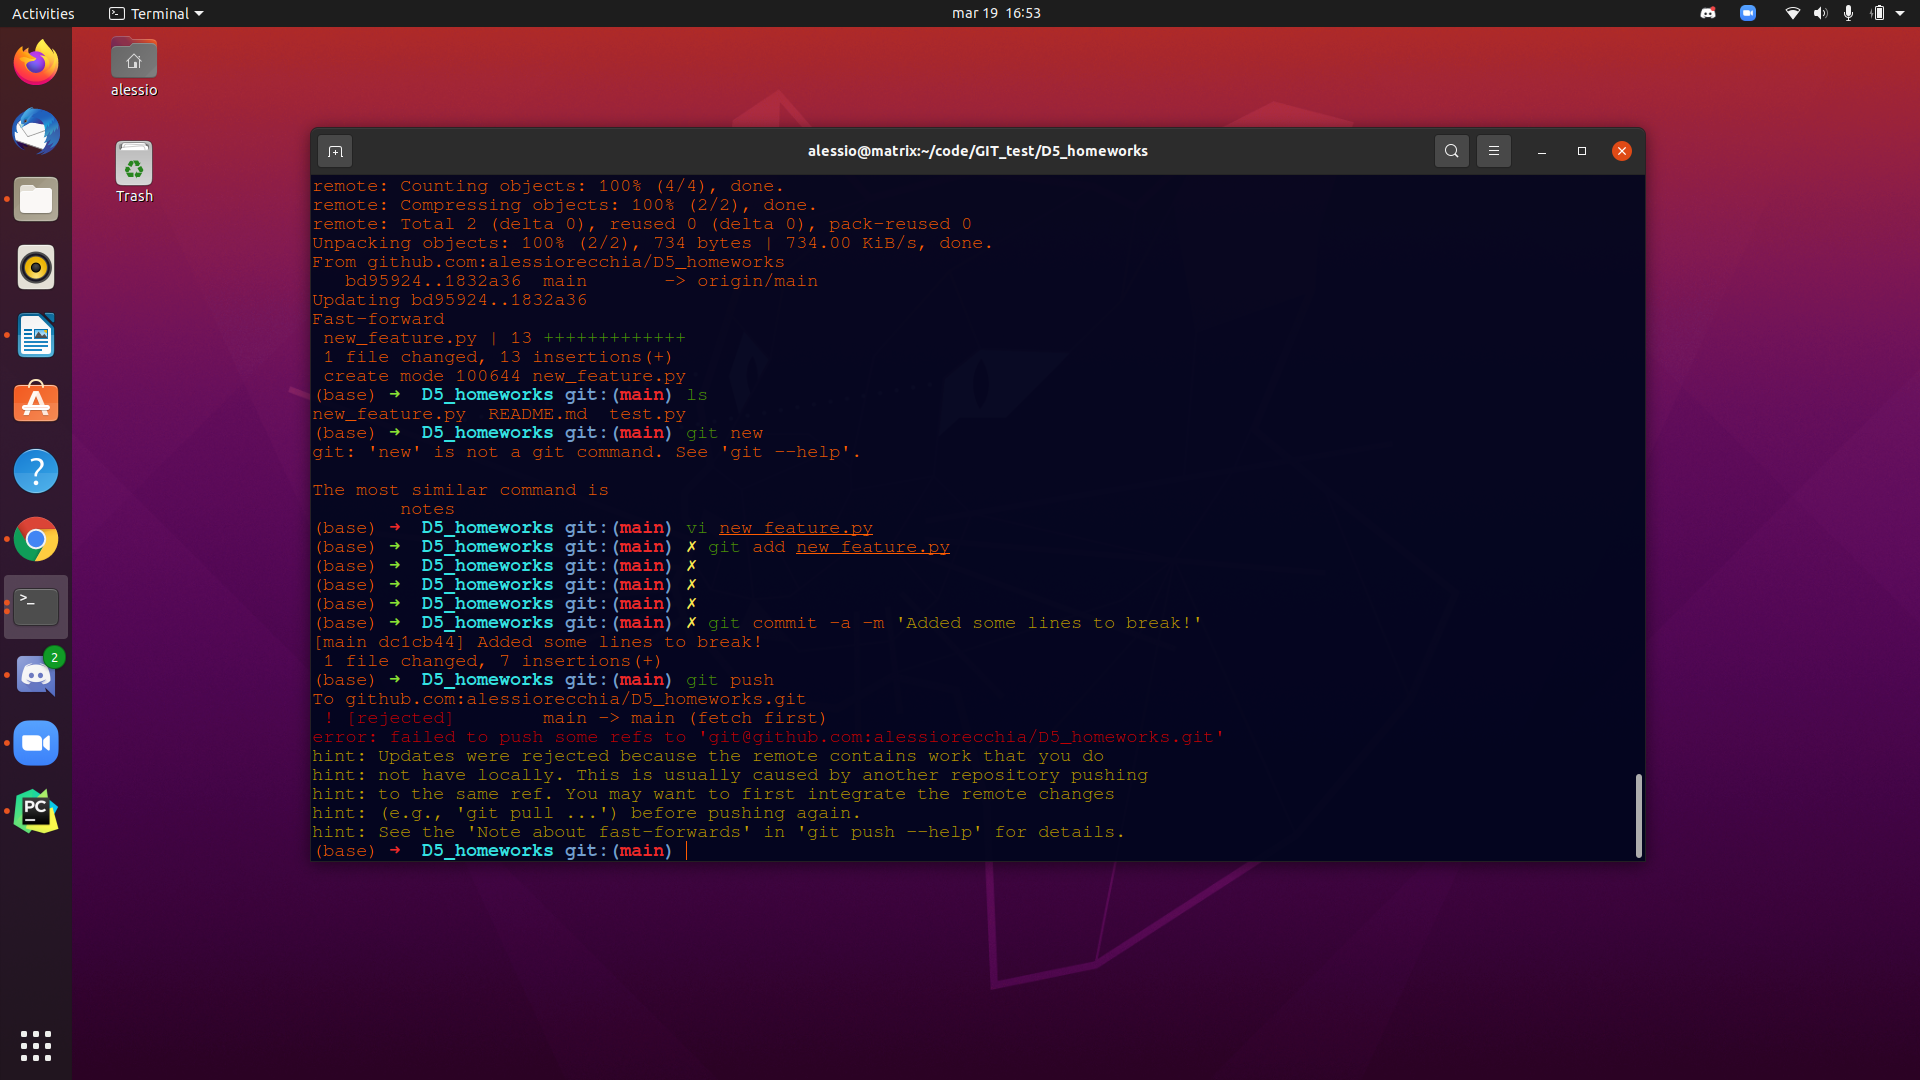 Activities
Terminal
mar 19 16:53
alessio
Trash
alessio@matrix:~/code/GIT_test/D5_homeworks
remote: Counting objects: 100% (4/4), done.
remote: Compressing objects: 100% (2/2), done.
remote: Total 2 (delta 0), reused 0 (delta 0), pack-reused 0
Unpacking objects: 100% (2/2), 734 bytes | 734.00 KiB/s, done.
From github.com:alessiorecchia/D5_homeworks
   bd95924..1832a36  main       -> origin/main
Updating bd95924..1832a36
Fast-forward
 new_feature.py | 13 +++++++++++++
 1 file changed, 13 insertions(+)
 create mode 100644 new_feature.py
(base) ➜  D5_homeworks git:(main) ls
new_feature.py  README.md  test.py
(base) ➜  D5_homeworks git:(main) git new
git: 'new' is not a git command. See 'git --help'.
The most similar command is
        notes
(base) ➜  D5_homeworks git:(main) vi new_feature.py
(base) ➜  D5_homeworks git:(main) ✗ git add new_feature.py
(base) ➜  D5_homeworks git:(main) ✗
(base) ➜  D5_homeworks git:(main) ✗
(base) ➜  D5_homeworks git:(main) ✗
(base) ➜  D5_homeworks git:(main) ✗ git commit -a -m 'Added some lines to break!'
[main dc1cb44] Added some lines to break!
 1 file changed, 7 insertions(+)
(base) ➜  D5_homeworks git:(main) git push
To github.com:alessiorecchia/D5_homeworks.git
 ! [rejected]        main -> main (fetch first)
error: failed to push some refs to 'git@github.com:alessiorecchia/D5_homeworks.git'
hint: Updates were rejected because the remote contains work that you do
hint: not have locally. This is usually caused by another repository pushing
hint: to the same ref. You may want to first integrate the remote changes
hint: (e.g., 'git pull ...') before pushing again.
hint: See the 'Note about fast-forwards' in 'git push --help' for details.
(base) ➜  D5_homeworks git:(main)
2
PC